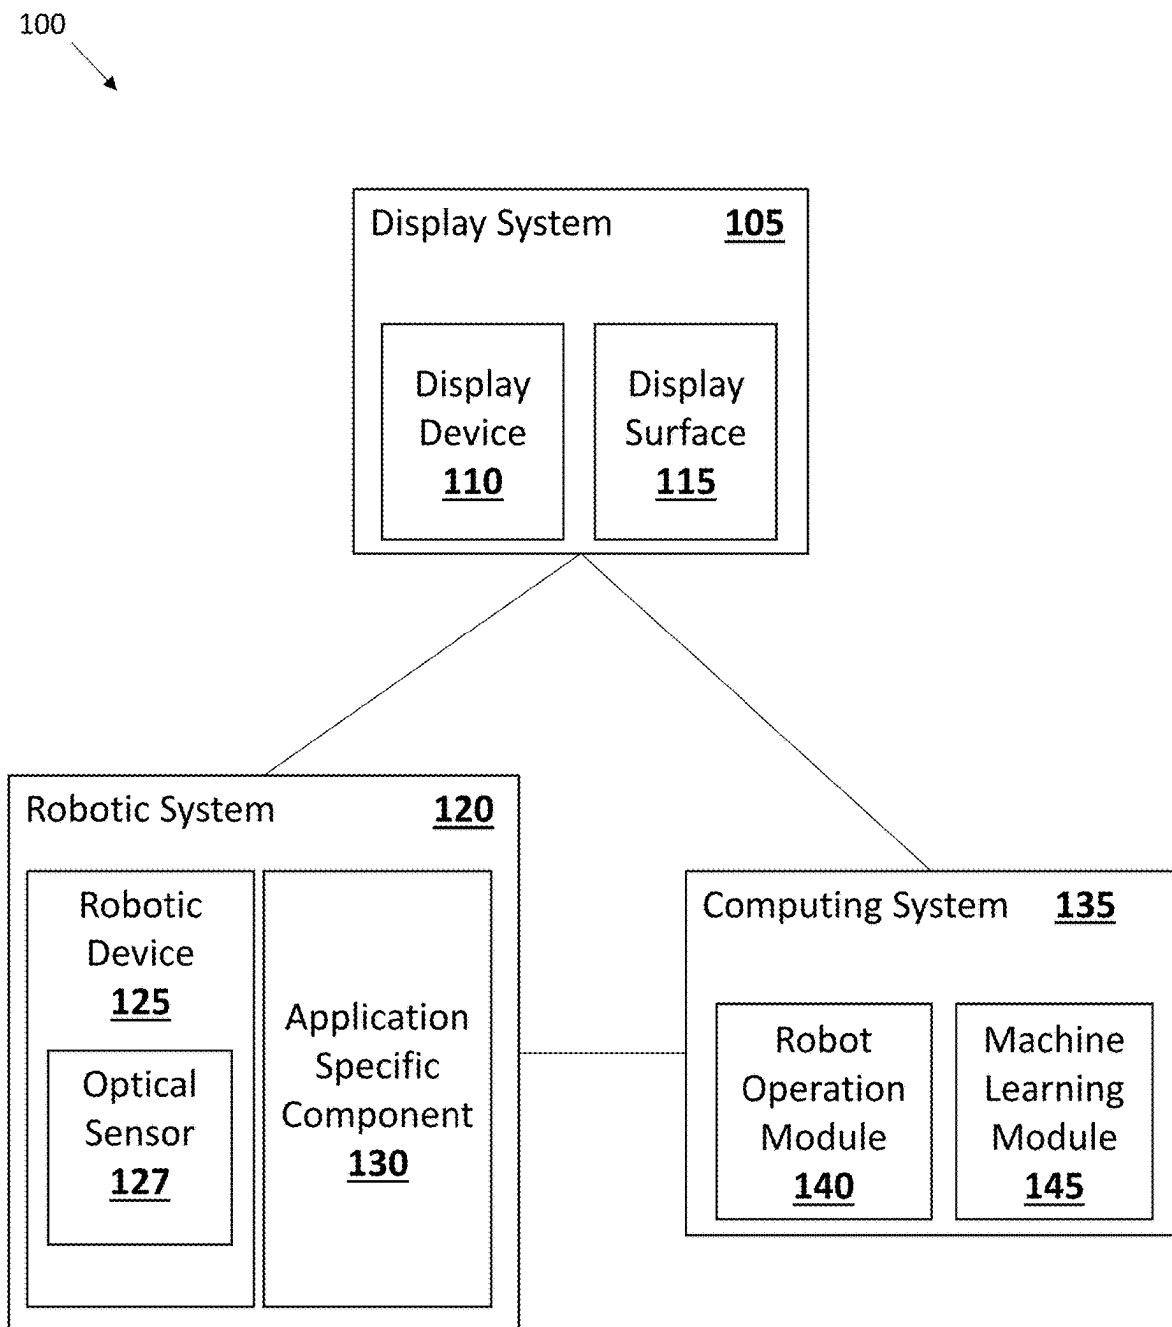 100
Display System 105
Display
Device
110
Display
Surface
115
Robotic System 120
Robotic
Device
125
Optical
Sensor
127
Application
Specific
Component
130
Computing System 135
Robot
Operation
Module
140
Machine
Learning
Module
145